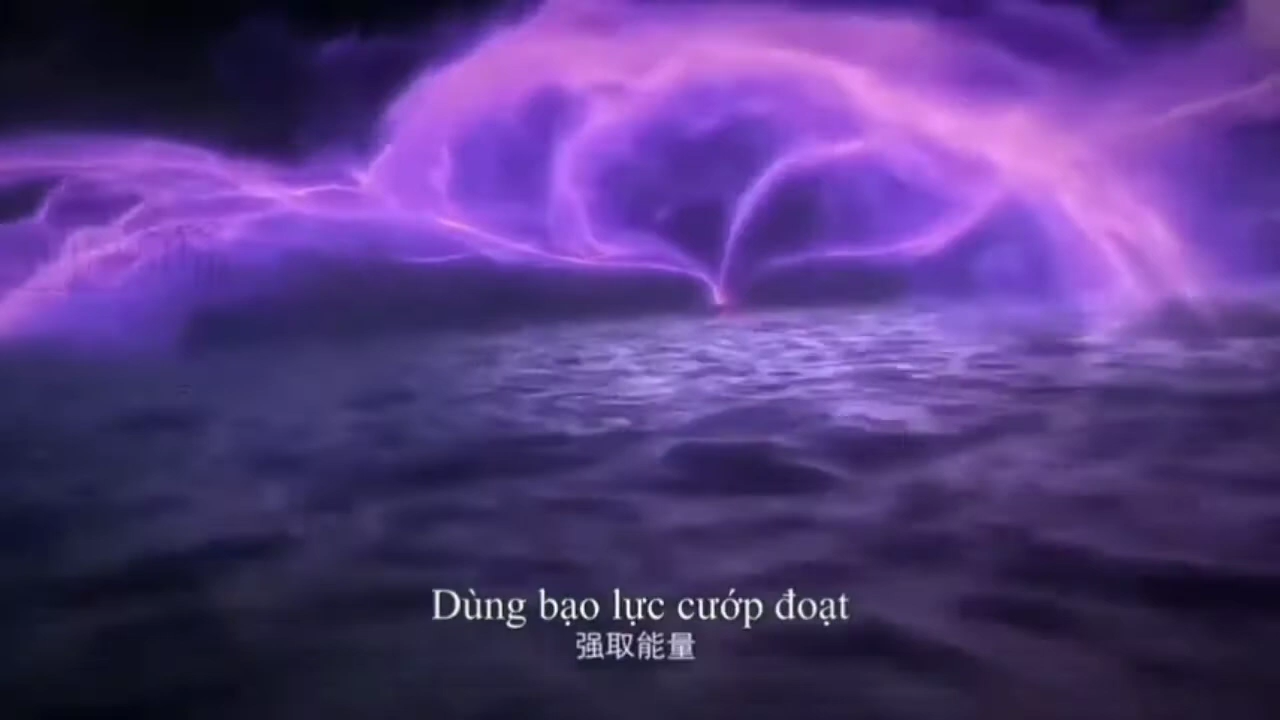 Dùng bạo lực cướp đoạt
强取能量